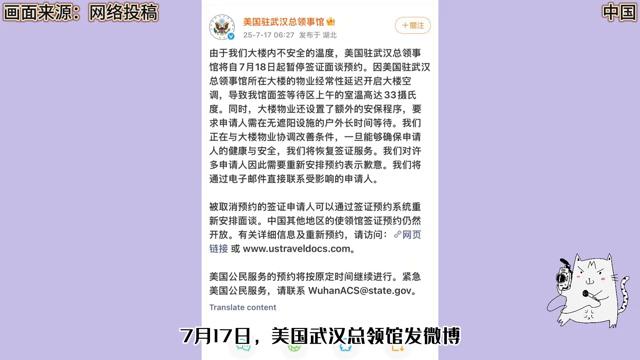 画面来源：网络投稿
中国
美国驻武汉总领事馆
+关注
25-7-17 06:27 发布于 湖北
由于我们大楼内不安全的温度，美国驻武汉总领事
馆将自7月18日起暂停签证面谈预约。因美国驻武汉
总领事馆所在大楼的物业经常性延迟开启大楼空
调，导致我馆面签等待区上午的室温高达33摄氏
度。同时，大楼物业还设置了额外的安保程序，要
求申请人需在无遮阳设施的户外长时间等待。我们
正在与大楼物业协调改善条件，一旦能够确保申请人
的健康与安全，我们将恢复签证服务。我们对许
多申请人因此需要重新安排预约表示歉意。我们将
通过电子邮件直接联系受影响的申请人。
被取消预约的签证申请人可以通过签证预约系统重
新安排面谈。中国其他地区的使领馆签证预约仍然
开放。有关详细信息及重新预约，请访问：网页
链接 或 www.ustraveldocs.com。
美国公民服务的预约将按原定时间继续进行。紧急
美国公民服务，请联系 WuhanACS@state.gov。
Translate content
7月17日，美国武汉总领馆发微博